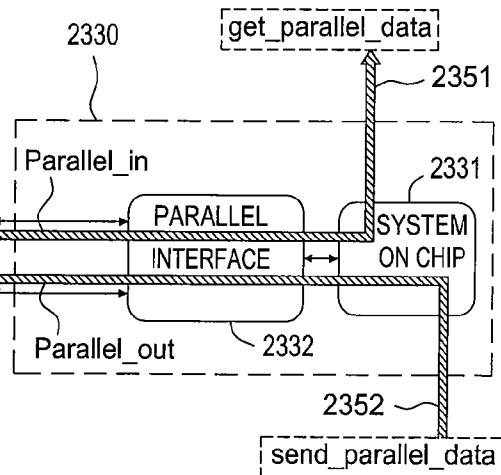 get_parallel_data
2330
2351
Parallel_in
2331
PARALLEL
INTERFACE
SYSTEM
ON CHIP
Parallel_out
2332
2352
send_parallel_data